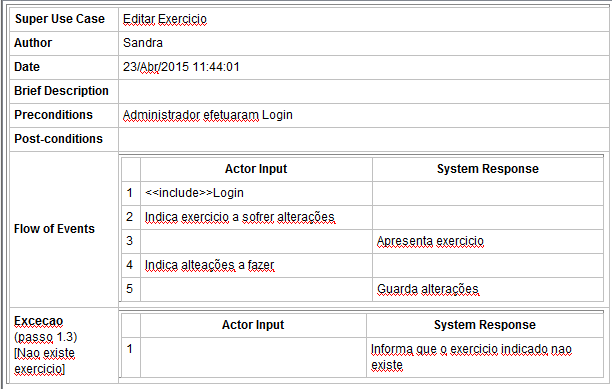 Super Use Case Editar Exercicio
Author Sandra
Date 23/Abr/2015 11:44:01
Brief Description
Preconditions Administrador efetuaram Login
Post-conditions
Flow of Events
Actor Input System Response
1 <<include>>Login
2 Indica exercicio a sofrer alterações
3 Apresenta exercicio
4 Indica alteações a fazer
5 Guarda alterações
Excecao
(passo 1.3)
[Nao existe
exercicio]
Actor Input System Response
1 Informa que o exercicio indicado nao
existe